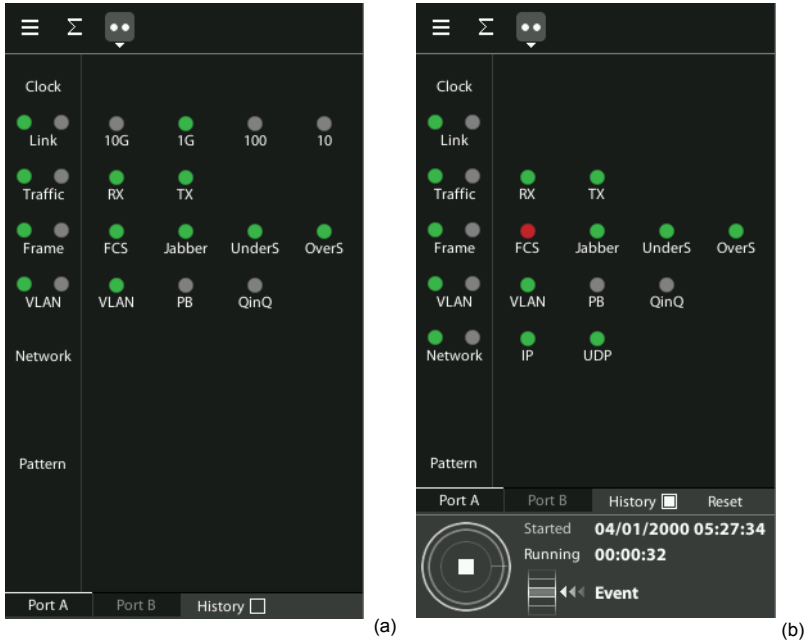 Σ
Clock
Link 10G 1G 100 10
Traffic RX TX
Frame FCS Jabber UnderS OverS
VLAN VLAN PB QinQ
Network
Pattern
Port A Port B History
(a)
Σ
Clock
Link
Traffic RX TX
Frame FCS Jabber UnderS OverS
VLAN VLAN PB QinQ
Network IP UDP
Pattern
Port A Port B History Reset
Started 04/01/2000 05:27:34
Running 00:00:32
Event
(b)